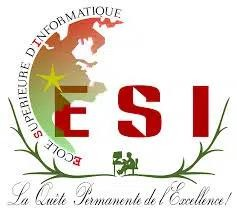 ECOLE SUPERIEURE D'INFORMATIQUE
ESI
La Quête Permanente de l'Excellence!